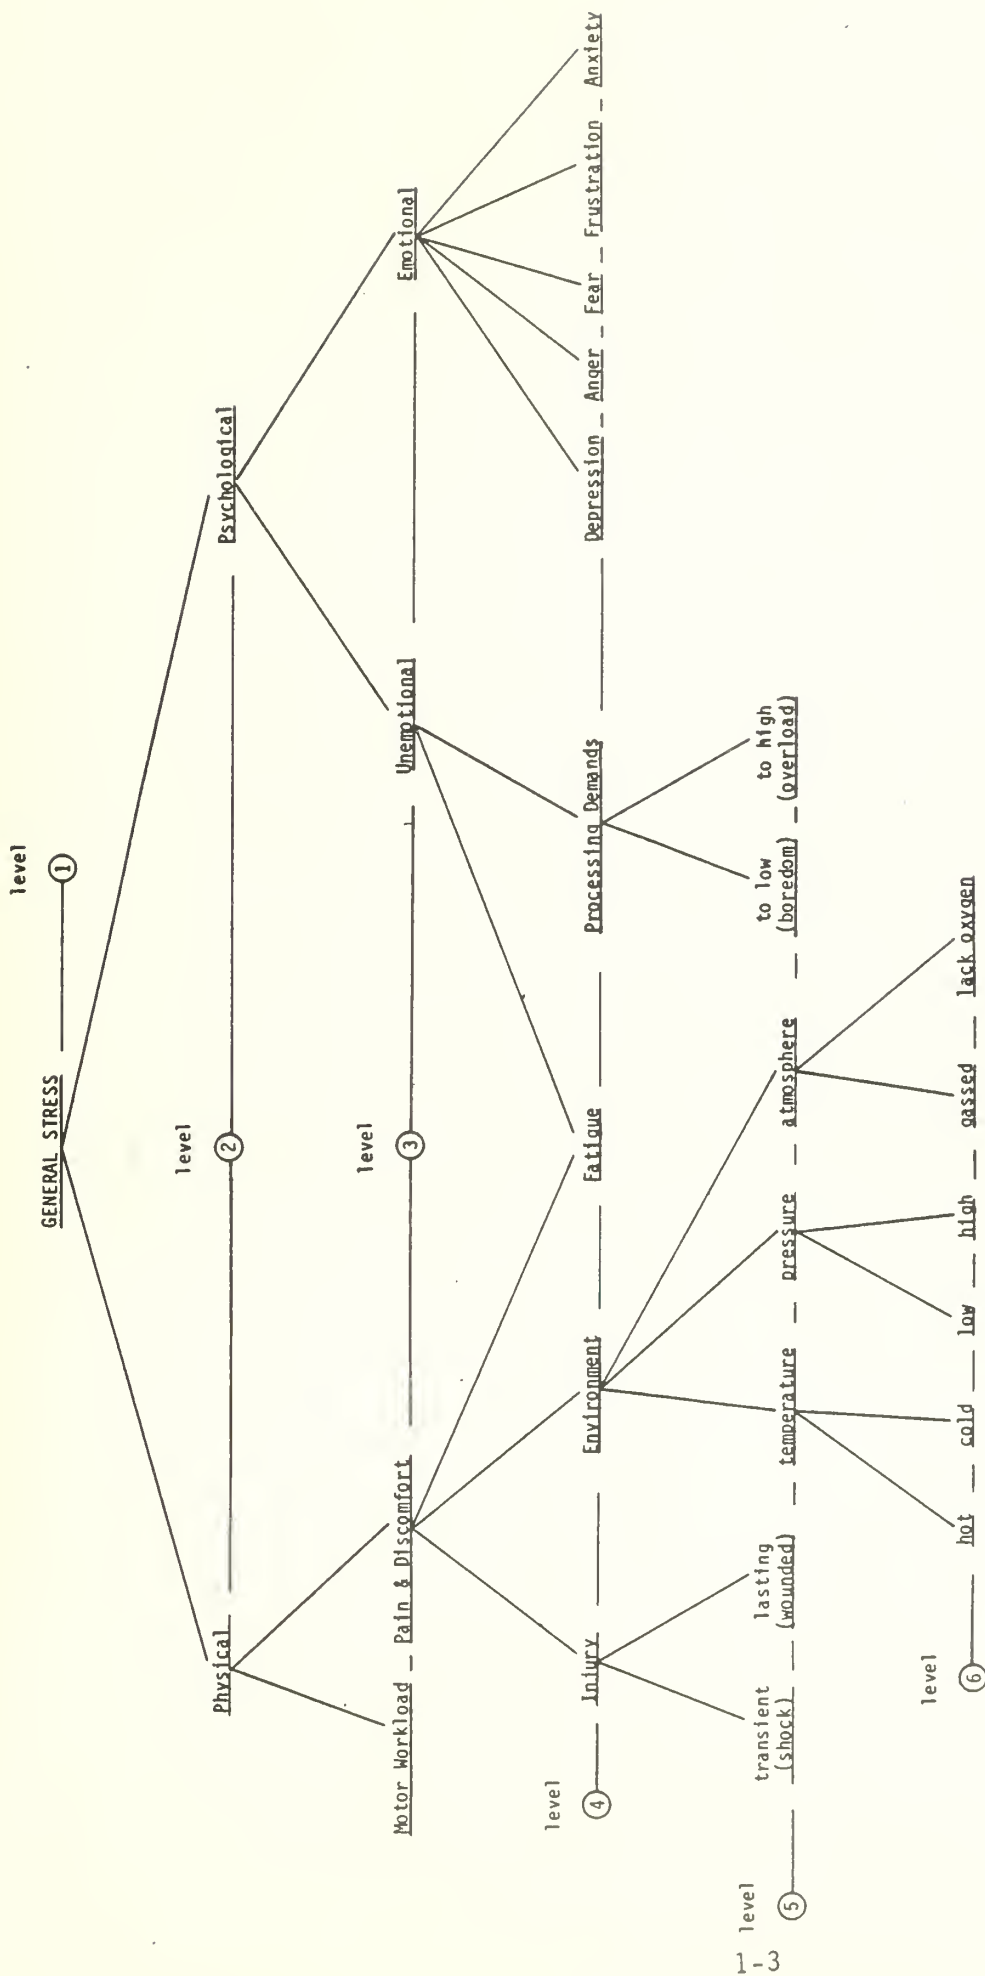 level
GENERAL STRESS 1
level
Physical 2 Psychological
level
Motor Workload Pain & Discomfort 3 Unemotional Emotional
level
4 Injury Environment Fatigue Processing Demands Depression Anger Fear Frustration Anxiety
level
transient lasting to low to high
5 (shock) (wounded) temperature pressure atmosphere (boredom) (overload)
level
6 hot cold low high gassed lack oxygen
1-3